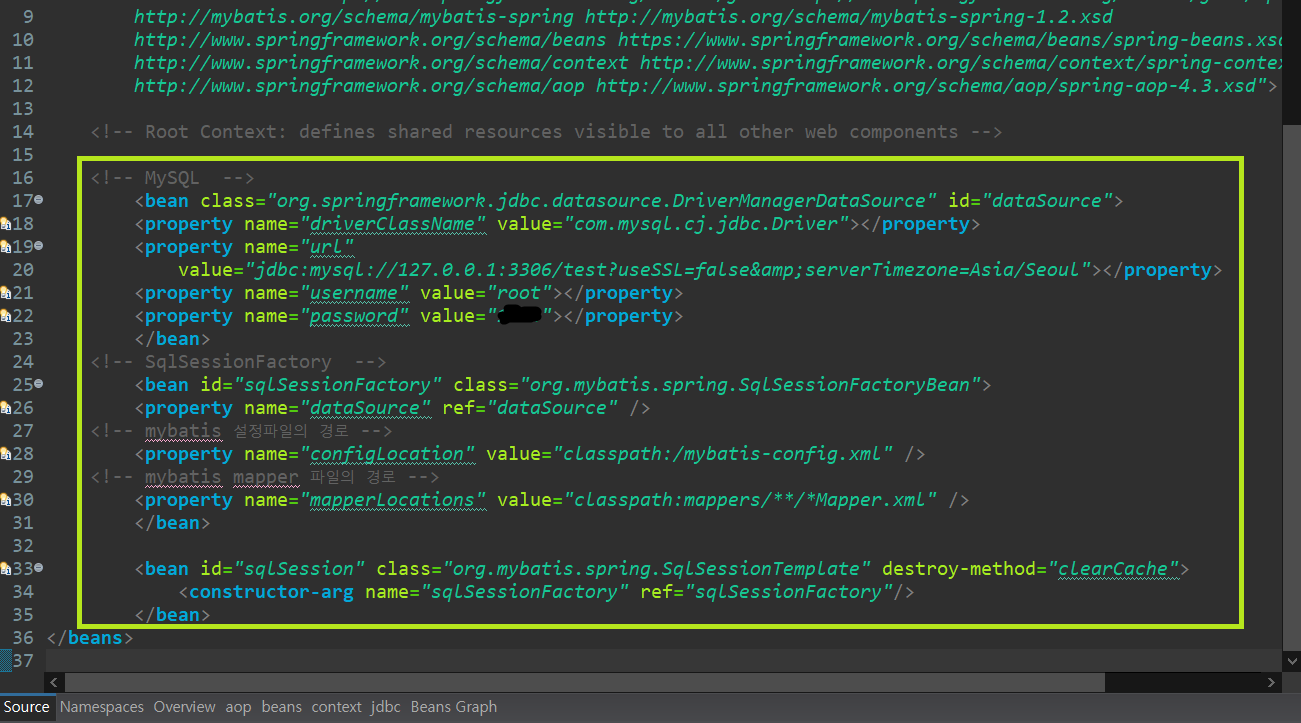 9 http://mybatis.org/schema/mybatis-spring http://mybatis.org/schema/mybatis-spring-1.2.xsd
10 http://www.springframework.org/schema/beans https://www.springframework.org/schema/beans/spring-beans.xsd
11 http://www.springframework.org/schema/context http://www.springframework.org/schema/context/spring-contex
12 http://www.springframework.org/schema/aop http://www.springframework.org/schema/aop/spring-aop-4.3.xsd">
13
14 <!-- Root Context: defines shared resources visible to all other web components -->
15
16 <!-- MySQL  -->
17 <bean class="org.springframework.jdbc.datasource.DriverManagerDataSource" id="dataSource">
18 <property name="driverClassName" value="com.mysql.cj.jdbc.Driver"></property>
19 <property name="url"
20 value="jdbc:mysql://127.0.0.1:3306/test?useSSL=false&amp;serverTimezone=Asia/Seoul"></property>
21 <property name="username" value="root"></property>
22 <property name="password" value=""></property>
23 </bean>
24 <!-- SqlSessionFactory  -->
25 <bean id="sqlSessionFactory" class="org.mybatis.spring.SqlSessionFactoryBean">
26 <property name="dataSource" ref="dataSource" />
27 <!-- mybatis 설정파일의 경로 -->
28 <property name="configLocation" value="classpath:/mybatis-config.xml" />
29 <!-- mybatis mapper 파일의 경로 -->
30 <property name="mapperLocations" value="classpath:mappers/**/*Mapper.xml" />
31 </bean>
32
33 <bean id="sqlSession" class="org.mybatis.spring.SqlSessionTemplate" destroy-method="clearCache">
34 <constructor-arg name="sqlSessionFactory" ref="sqlSessionFactory"/>
35 </bean>
36 </beans>
37
Source Namespaces Overview aop beans context jdbc Beans Graph